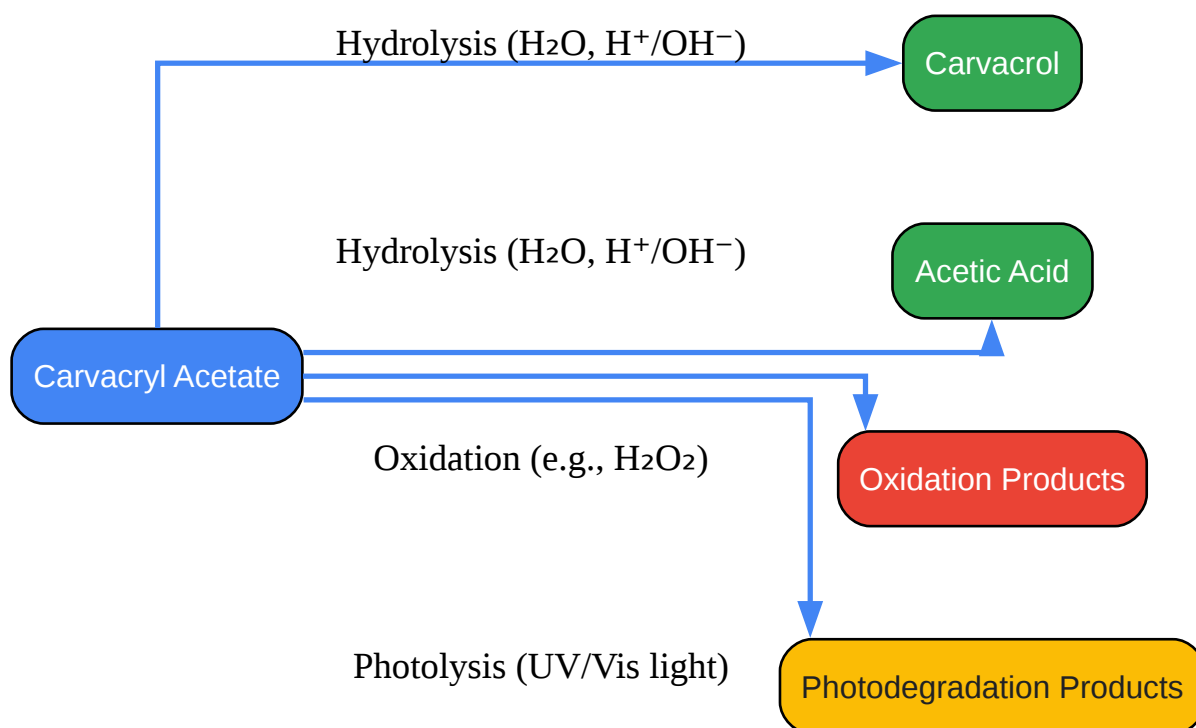 Hydrolysis (H₂O, H⁺/OH⁻)
Carvacrol
Hydrolysis (H₂O, H⁺/OH⁻)
Acetic Acid
Carvacryl Acetate
Oxidation (e.g., H₂O₂)
Oxidation Products
Photolysis (UV/Vis light)
Photodegradation Products